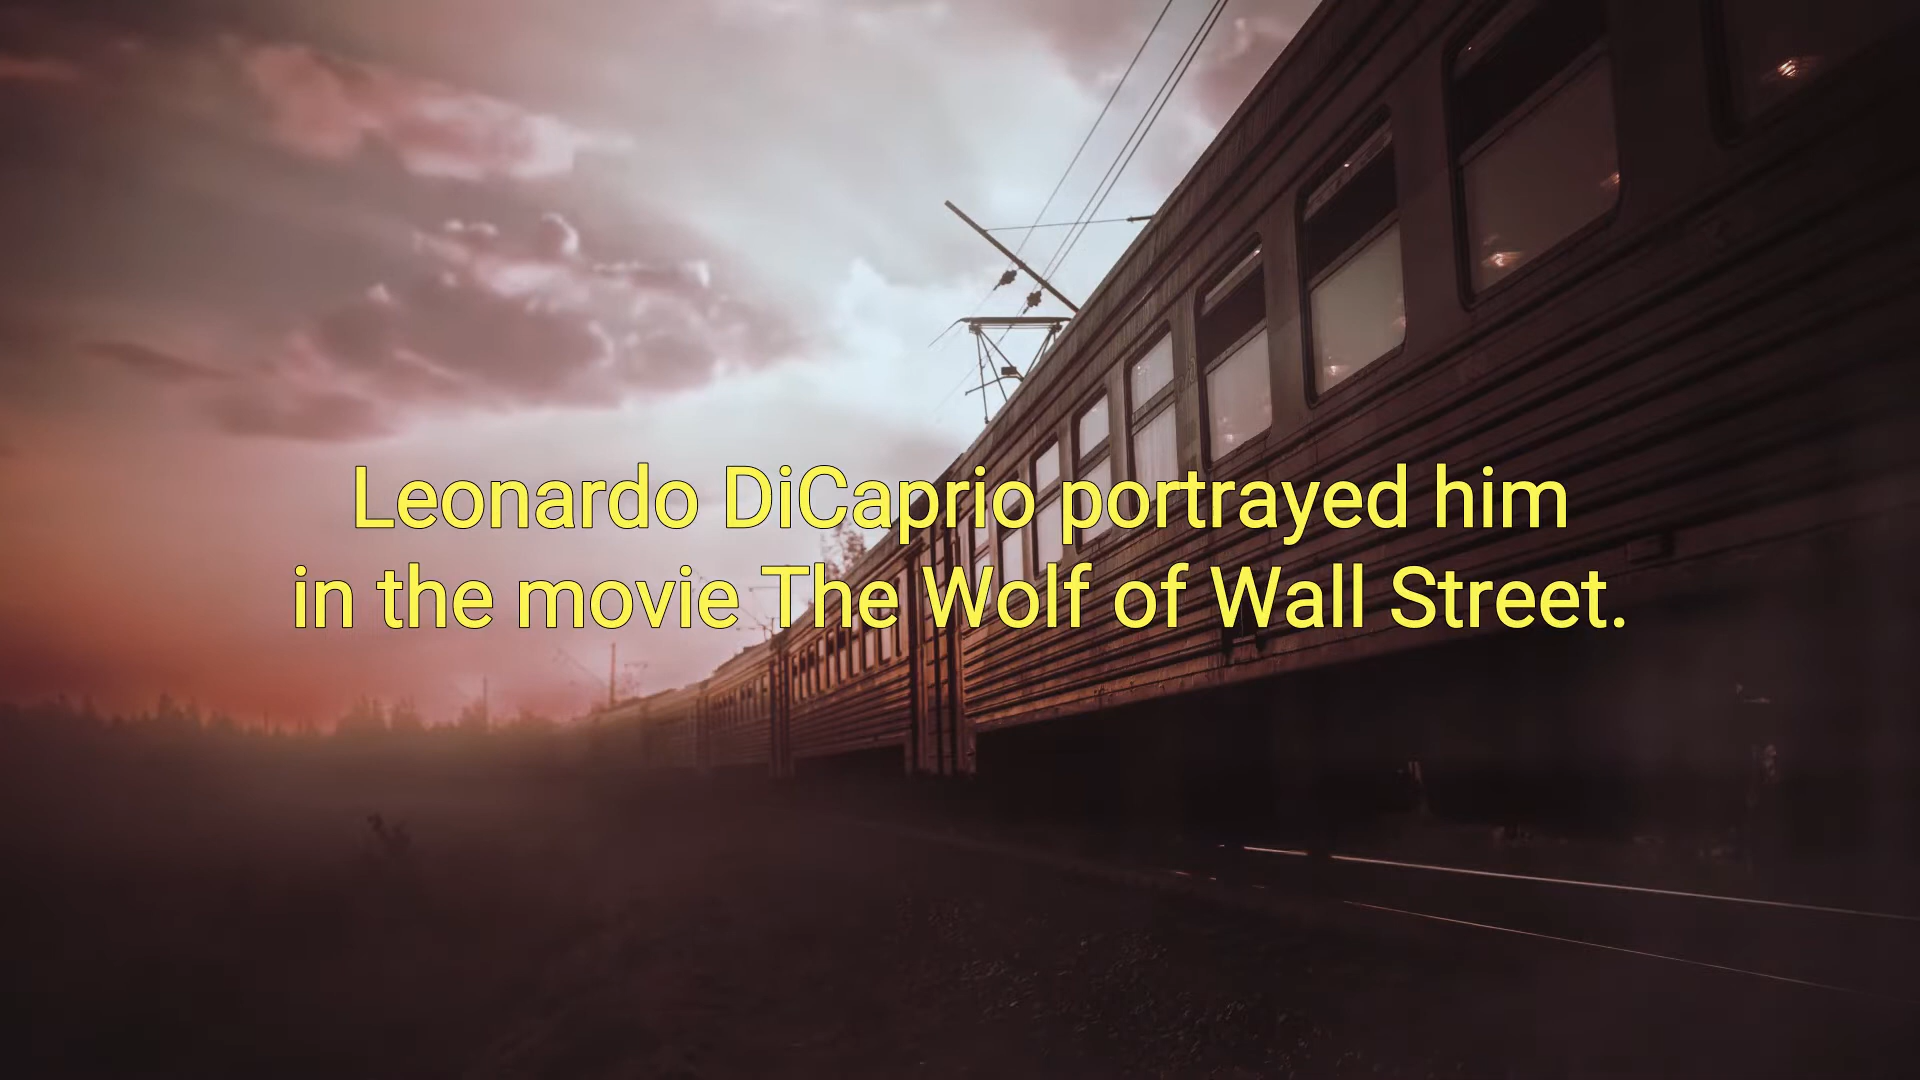 Leonardo DiCaprio portrayed him
in the movie The Wolf of Wall Street.